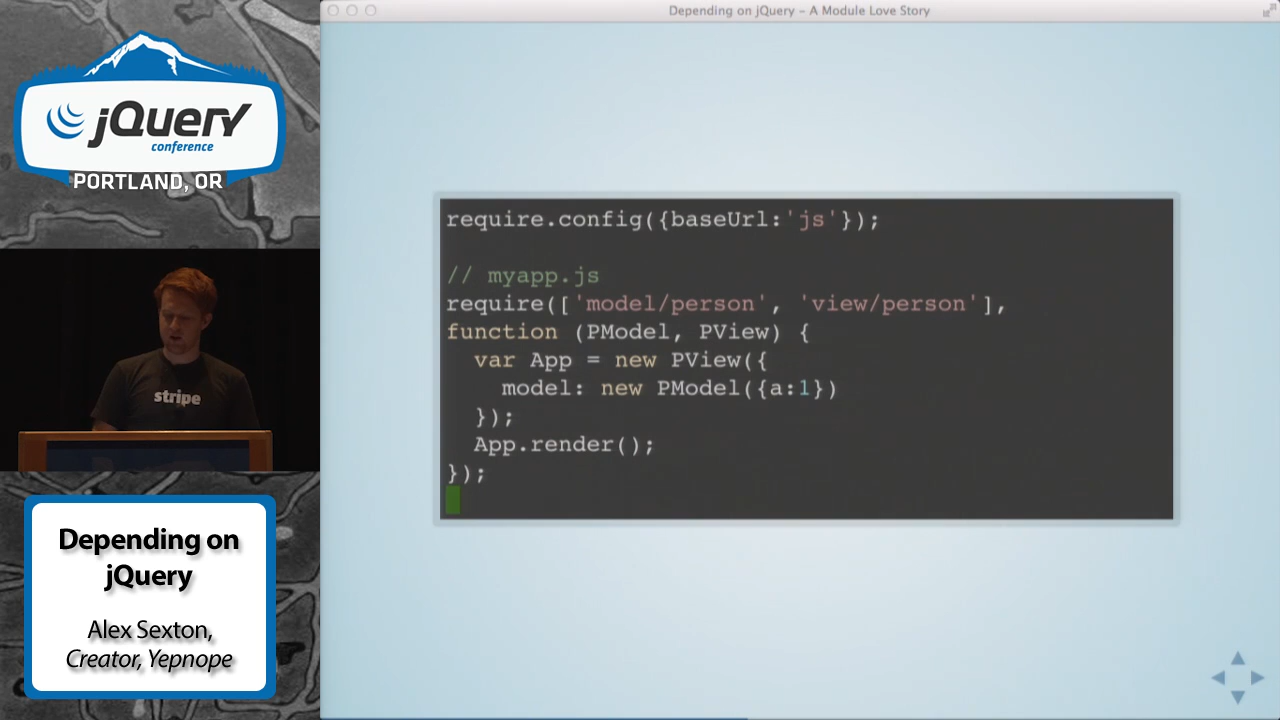 jQuery
conference
PORTLAND, OR
stripe
Depending on
jQuery
Alex Sexton,
Creator, Yepnope
Depending on jQuery – A Module Love Story
require.config({baseUrl:'js'});
// myapp.js
require(['model/person', 'view/person'],
function (PModel, PView) {
  var App = new PView({
    model: new PModel({a:1})
  });
  App.render();
});